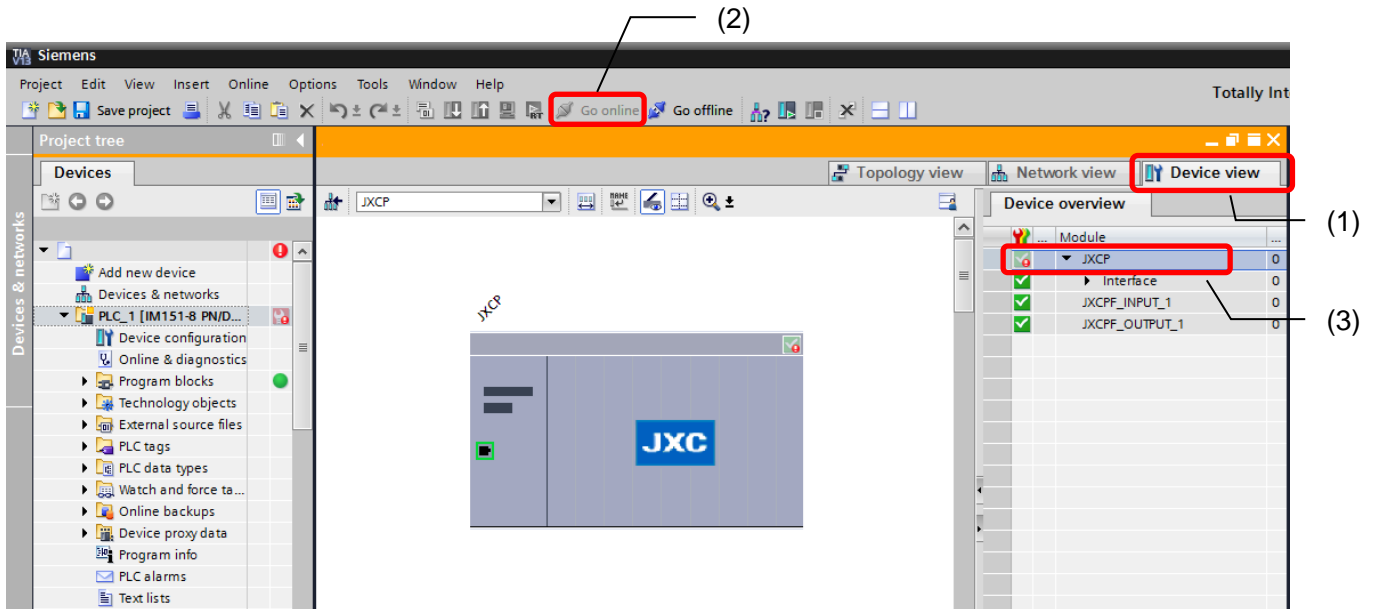 (2)
TIA V13 Siemens
Project Edit View Insert Online Options Tools Window Help
Totally Int
Save project Go online Go offline
Project tree
Devices
Topology view Network view Device view
JXCP
Device overview
(1)
... Module ...
JXCP 0
Interface 0
(3)
JXCPF_INPUT_1 0
JXCPF_OUTPUT_1 0
Devices & networks
Add new device
Devices & networks
PLC_1 [IM151-8 PN/D...
Device configuration
Online & diagnostics
Program blocks
Technology objects
External source files
PLC tags
PLC data types
Watch and force ta...
Online backups
Device proxy data
Program info
PLC alarms
Text lists
JXCP
JXC